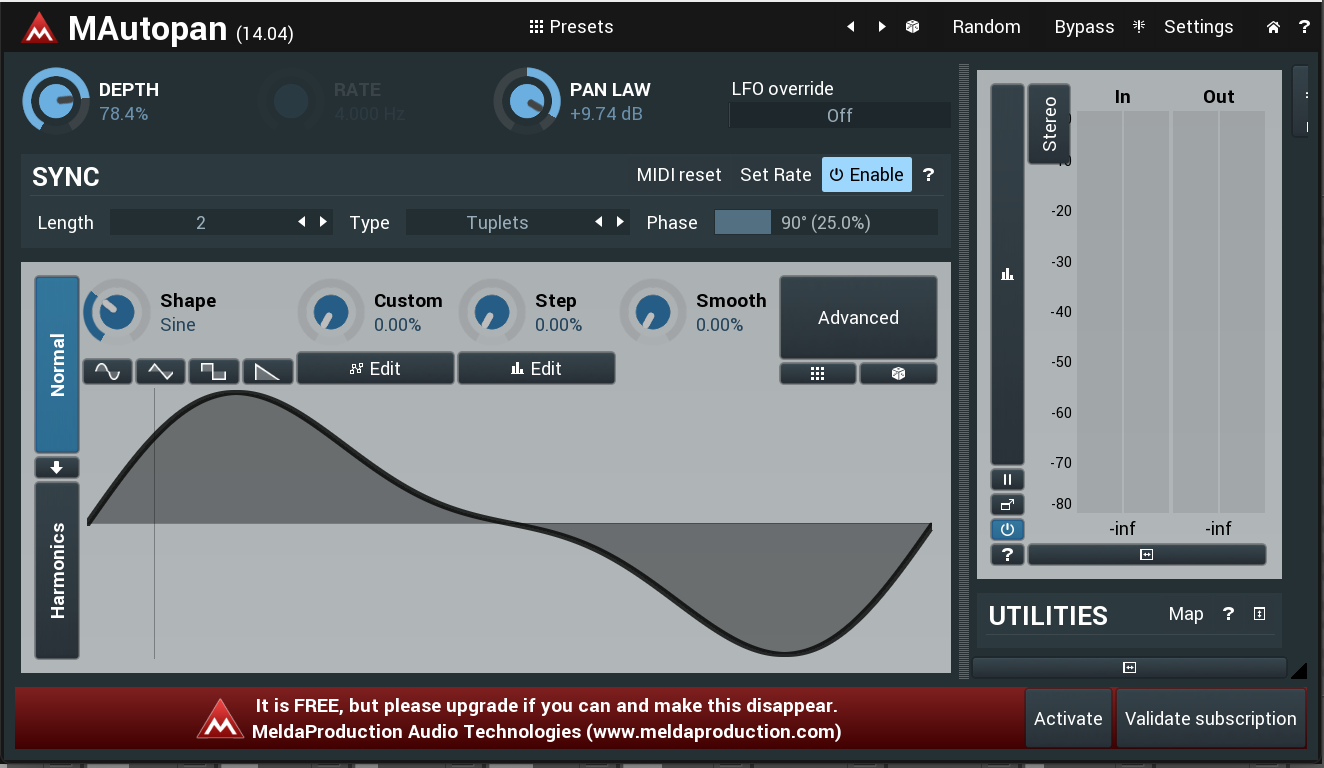 MAutopan (14.04) Presets Random Bypass Settings ?
DEPTH
78.4%
RATE
4.000 Hz
PAN LAW
+9.74 dB
LFO override
Off
SYNC MIDI reset Set Rate Enable ?
Length 2 Type Tuplets Phase 90° (25.0%)
Normal
Harmonics
Shape
Sine
Custom
0.00%
Step
0.00%
Smooth
0.00%
Advanced
Edit Edit
Stereo
In Out
-20
-30
-40
-50
-60
-70
-80
-inf -inf
?
UTILITIES Map ?
It is FREE, but please upgrade if you can and make this disappear.
MeldaProduction Audio Technologies (www.meldaproduction.com)
Activate Validate subscription